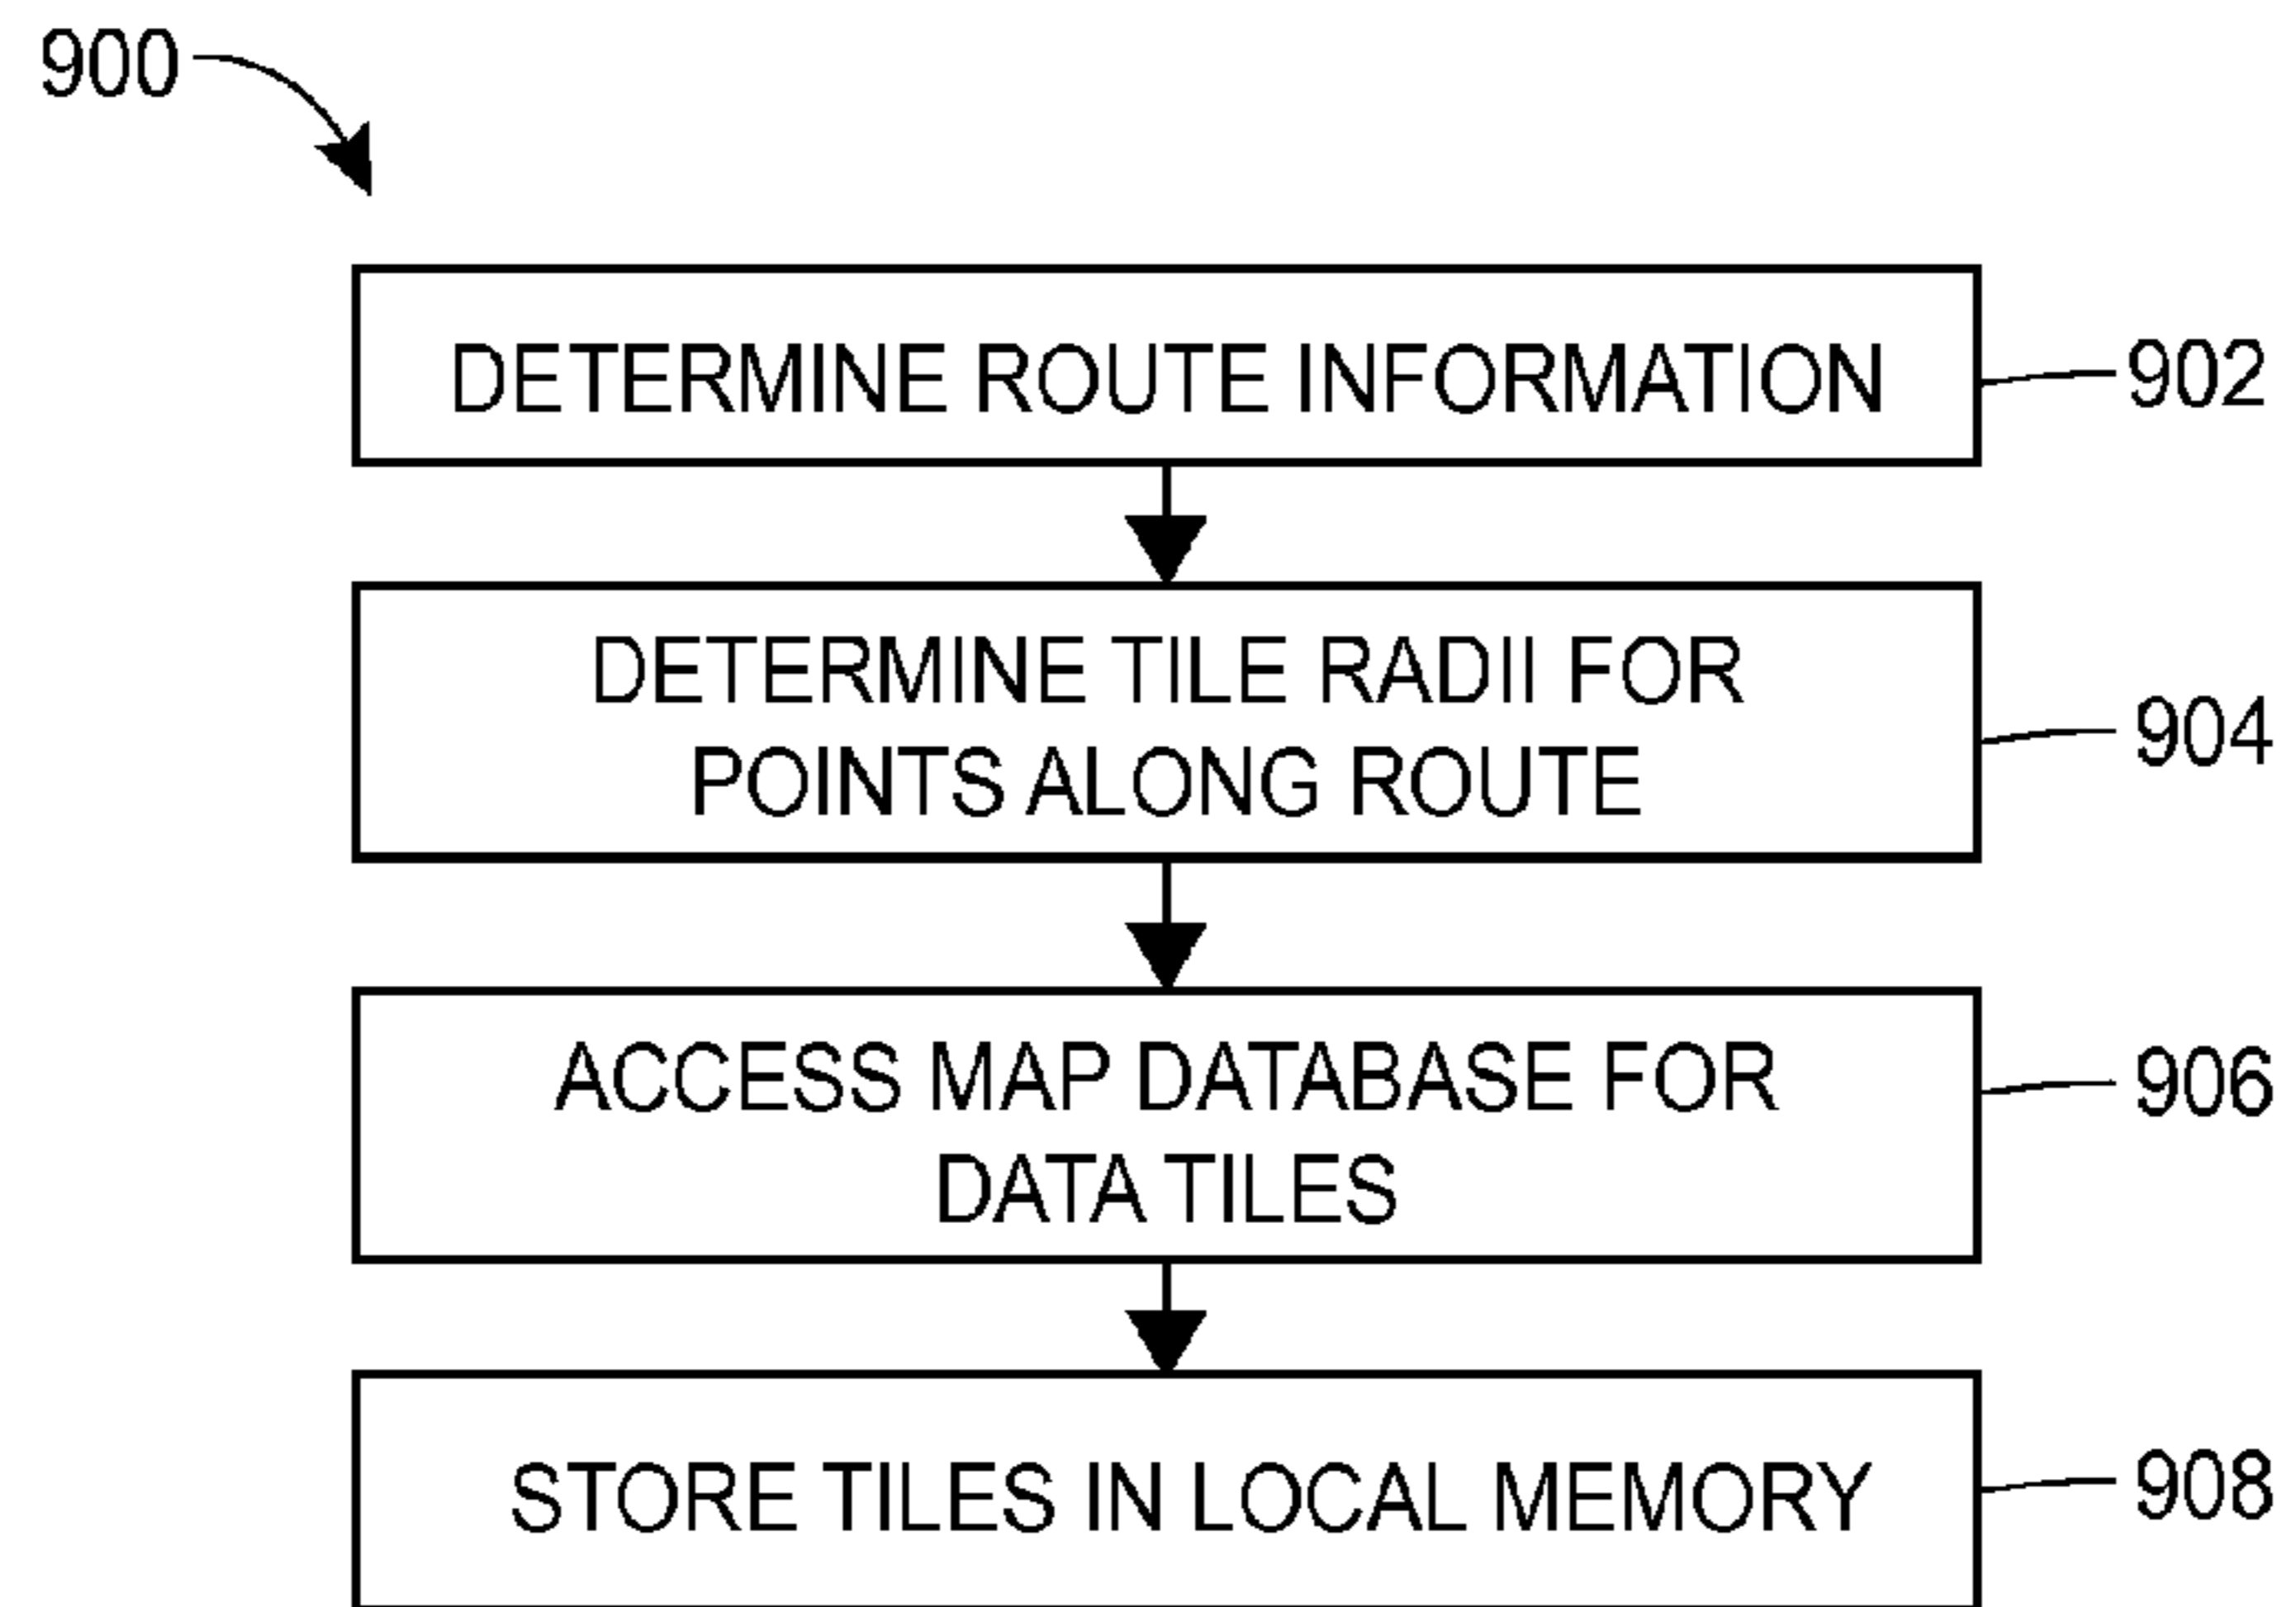 900
DETERMINE ROUTE INFORMATION
902
DETERMINE TILE RADII FOR
POINTS ALONG ROUTE
904
ACCESS MAP DATABASE FOR
DATA TILES
906
STORE TILES IN LOCAL MEMORY
908